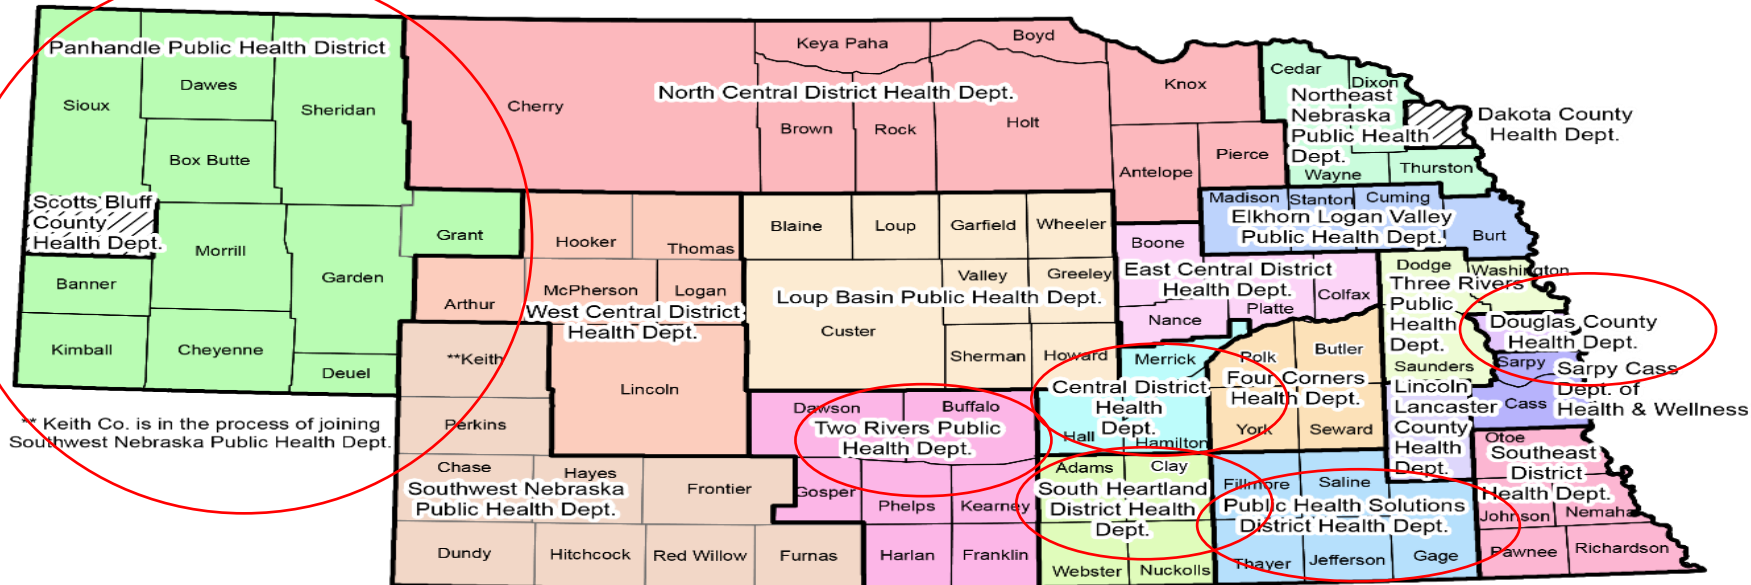 Panhandle Public Health District
Sioux
Dawes
Sheridan
Box Butte
Scotts Bluff
County
Health Dept.
Morrill
Grant
Banner
Garden
Kimball
Cheyenne
Deuel
** Keith Co. is in the process of joining
Southwest Nebraska Public Health Dept.
Cherry
Keya Paha
Boyd
North Central District Health Dept.
Brown
Rock
Holt
Knox
Antelope
Pierce
Cedar
Dixon
Northeast
Nebraska
Public Health
Dept.
Wayne
Thurston
Dakota County
Health Dept.
Madison
Stanton
Cuming
Elkhorn Logan Valley
Public Health Dept.
Burt
Hooker
Thomas
Arthur
McPherson
Logan
West Central District
Health Dept.
Lincoln
Blaine
Loup
Garfield
Wheeler
Valley
Greeley
Loup Basin Public Health Dept.
Custer
Sherman
Howard
Boone
East Central District
Health Dept.
Colfax
Platte
Nance
Dodge
Washington
Three Rivers
Public
Health
Dept.
Saunders
Douglas County
Health Dept.
Sarpy
Sarpy Cass
Dept. of
Health & Wellness
Cass
**Keith
Perkins
Chase
Hayes
Southwest Nebraska
Public Health Dept.
Frontier
Dundy
Hitchcock
Red Willow
Furnas
Dawson
Buffalo
Two Rivers Public
Health Dept.
Gosper
Phelps
Kearney
Harlan
Franklin
Merrick
Central District
Health
Dept.
Hall
Hamilton
Polk
Butler
Four Corners
Health Dept.
York
Seward
Lincoln
Lancaster
County
Health
Dept.
Adams
Clay
South Heartland
District Health
Dept.
Webster
Nuckolls
Fillmore
Saline
Public Health Solutions
District Health Dept.
Thayer
Jefferson
Gage
Otoe
Southeast
District
Health Dept.
Johnson
Nemaha
Pawnee
Richardson